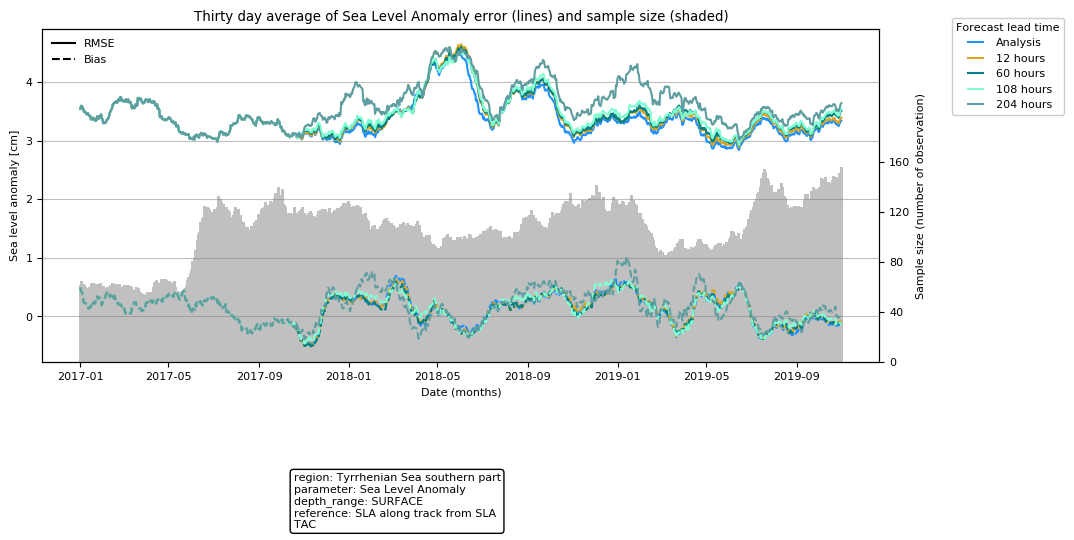 Thirty day average of Sea Level Anomaly error (lines) and sample size (shaded)
RMSE
Bias
Forecast lead time
Analysis
12 hours
60 hours
108 hours
204 hours
Sea level anomaly [cm]
4
3
2
1
0
Sample size (number of observation)
160
120
80
40
0
2017-01 2017-05 2017-09 2018-01 2018-05 2018-09 2019-01 2019-05 2019-09
Date (months)
region: Tyrrhenian Sea southern part
parameter: Sea Level Anomaly
depth_range: SURFACE
reference: SLA along track from SLA
TAC